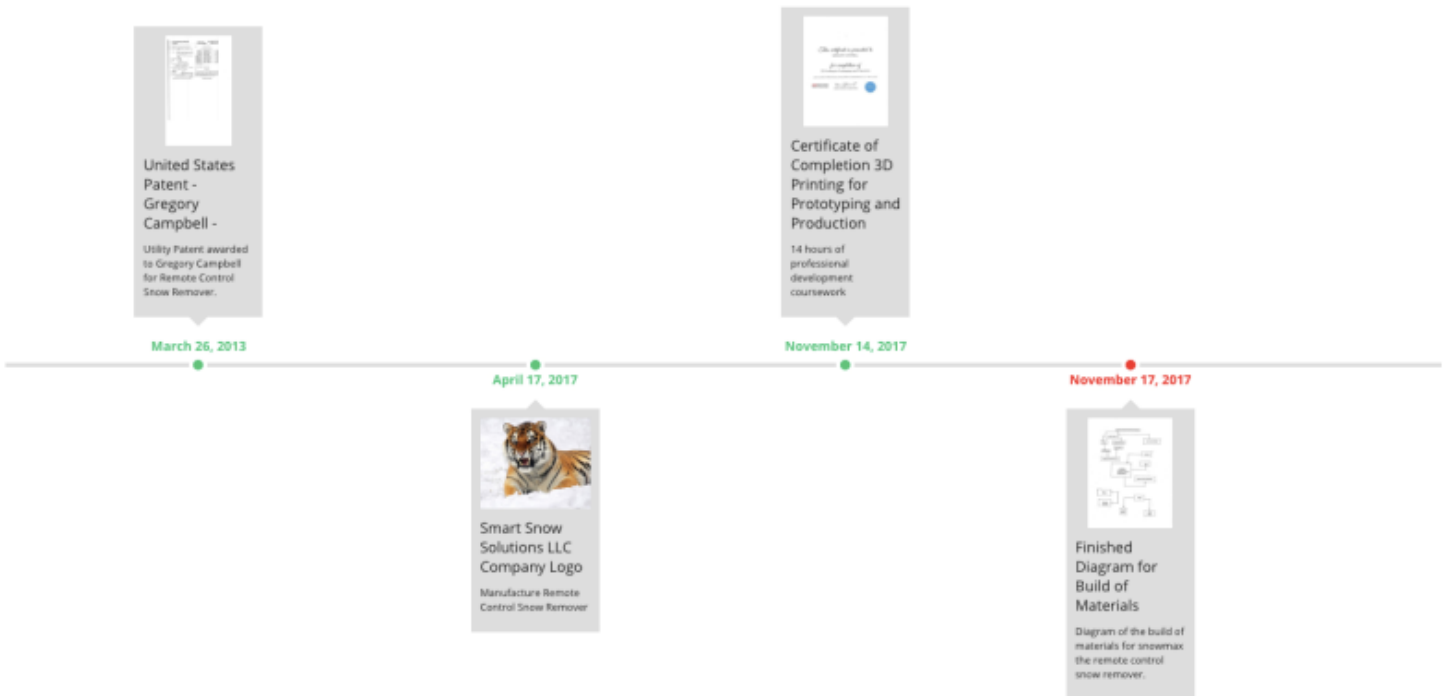 United States
Patent -
Gregory
Campbell -
Utility Patent awarded
to Gregory Campbell
for Remote Control
Snow Remover.
March 26, 2013
April 17, 2017
Smart Snow
Solutions LLC
Company Logo
Manufacture Remote
Control Snow Remover
Certificate of
Completion 3D
Printing for
Prototyping and
Production
14 hours of
professional
development
coursework
November 14, 2017
November 17, 2017
Finished
Diagram for
Build of
Materials
Diagram of the build of
materials for snowmax
the remote control
snow remover.